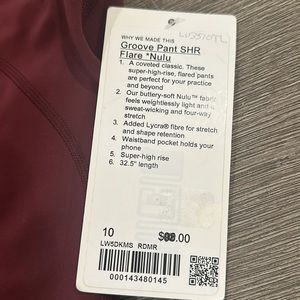 WHY WE MADE THIS
Groove Pant SHR
Flare *Nulu
1. A coveted classic. These
super-high-rise, flared pants
are perfect for your practice
and beyond
2. Our buttery-soft Nulu™ fabric
feels weightlessly light and
sweat-wicking and four-way
stretch
3. Added Lycra® fibre for stretch
and shape retention
4. Waistband pocket holds your
phone
5. Super-high rise
6. 32.5" length
10
.00
LW5DKMS RDMR
000143480145